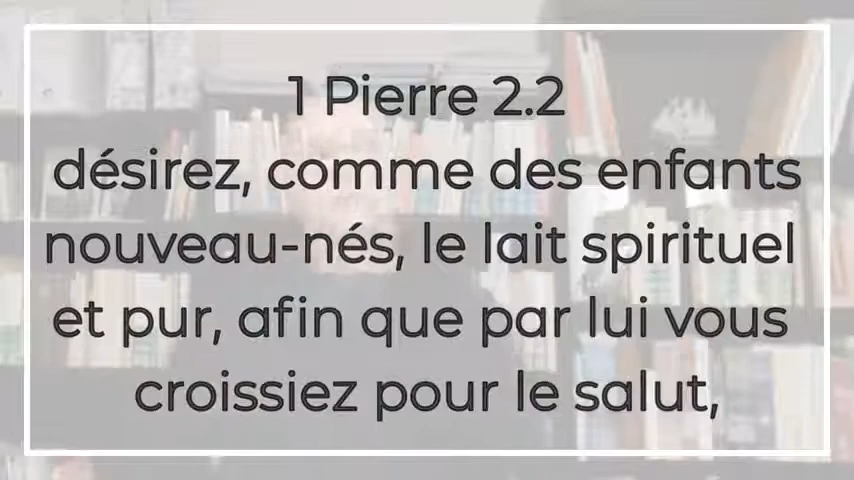 1 Pierre 2.2
désirez, comme des enfants
nouveau-nés, le lait spirituel
et pur, afin que par lui vous
croissiez pour le salut,